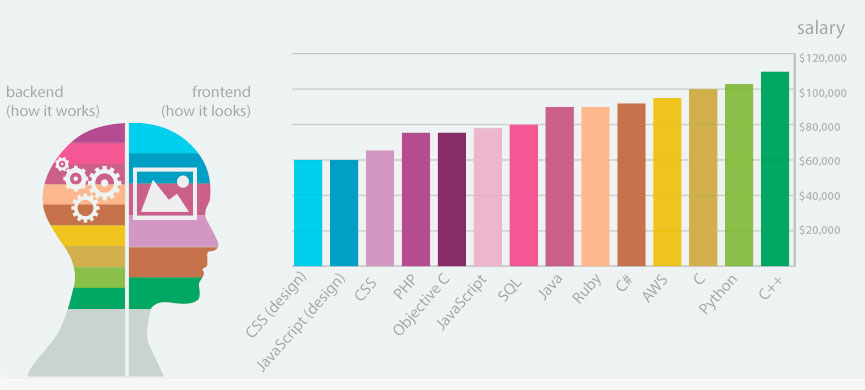 salary
backend
(how it works)
frontend
(how it looks)
$120,000
$100,000
$80,000
$60,000
$40,000
$20,000
CSS (design)
JavaScript (design)
CSS
PHP
Objective C
JavaScript
SQL
Java
Ruby
C#
AWS
C
Python
C++